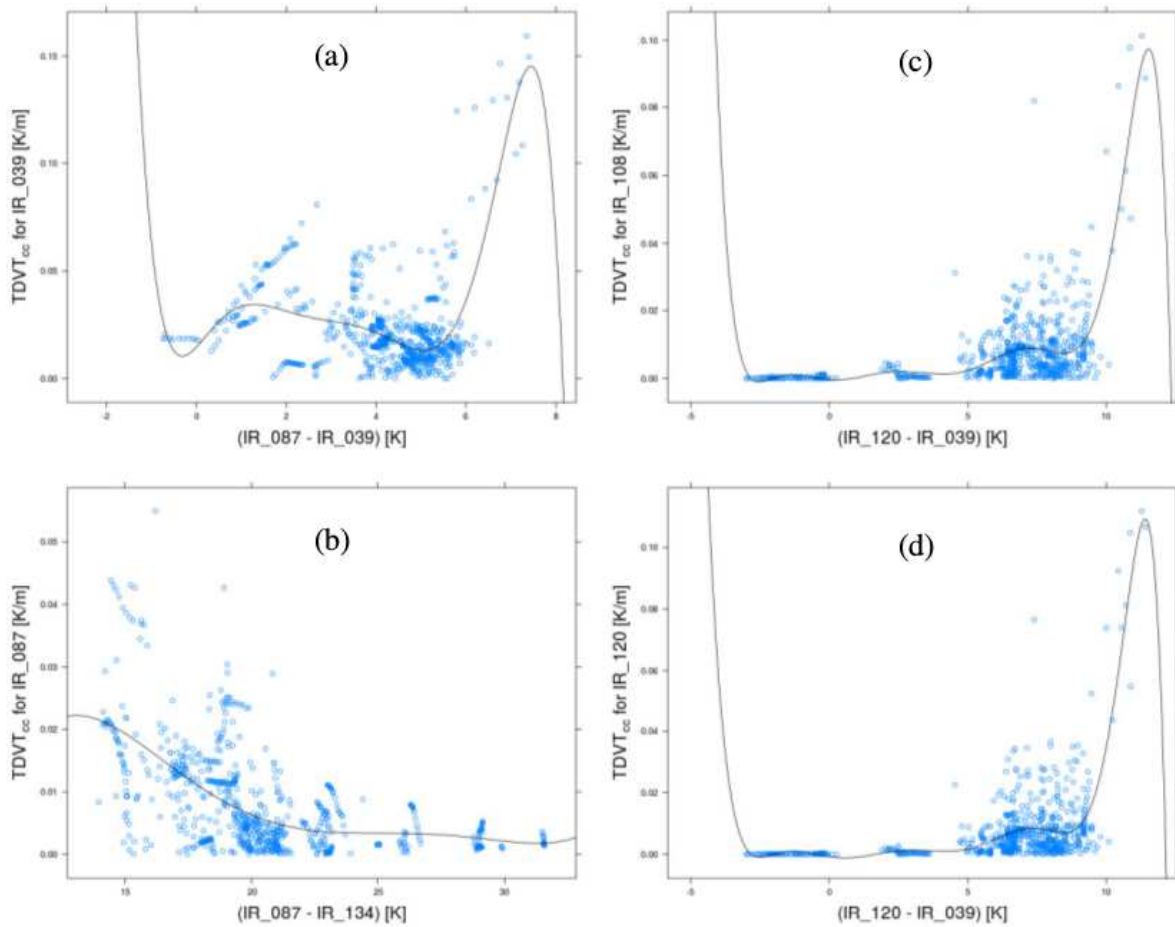 (a)
TDVTcc for IR_039 [K/m]
0.15
0.10
0.05
0.00
-2 0 2 4 6 8
(IR_087 - IR_039) [K]
(c)
TDVTcc for IR_108 [K/m]
0.10
0.08
0.06
0.04
0.02
0.00
-5 0 5 10
(IR_120 - IR_039) [K]
(b)
TDVTcc for IR_087 [K/m]
0.05
0.04
0.03
0.02
0.01
0.00
15 20 25 30
(IR_087 - IR_134) [K]
(d)
TDVTcc for IR_120 [K/m]
0.10
0.08
0.06
0.04
0.02
0.00
-5 0 5 10
(IR_120 - IR_039) [K]